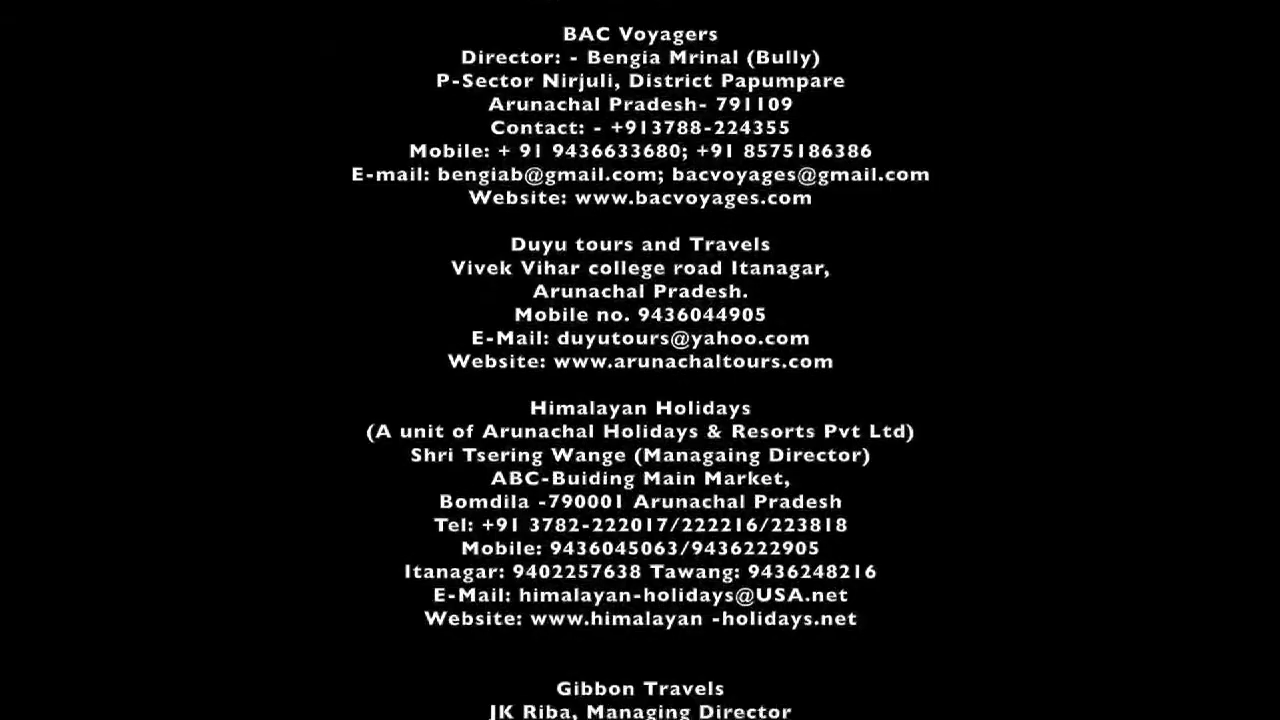 BAC Voyagers
Director: - Bengia Mrinal (Bully)
P-Sector Nirjuli, District Papumpare
Arunachal Pradesh- 791109
Contact: - +913788-224355
Mobile: + 91 9436633680; +91 8575186386
E-mail: bengiab@gmail.com; bacvoyages@gmail.com
Website: www.bacvoyages.com
Duyu tours and Travels
Vivek Vihar college road Itanagar,
Arunachal Pradesh.
Mobile no. 9436044905
E-Mail: duyutours@yahoo.com
Website: www.arunachaltours.com
Himalayan Holidays
(A unit of Arunachal Holidays & Resorts Pvt Ltd)
Shri Tsering Wange (Managaing Director)
ABC-Buiding Main Market,
Bomdila -790001 Arunachal Pradesh
Tel: +91 3782-222017/222216/223818
Mobile: 9436045063/9436222905
Itanagar: 9402257638 Tawang: 9436248216
E-Mail: himalayan-holidays@USA.net
Website: www.himalayan -holidays.net
Gibbon Travels
JK Riba, Managing Director